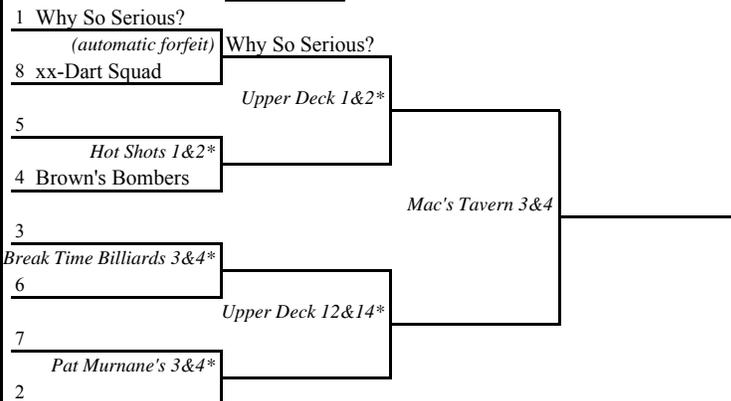 1 Why So Serious?
(automatic forfeit) Why So Serious?
8 xx-Dart Squad
Upper Deck 1&2*
5
Hot Shots 1&2*
4 Brown's Bombers
Mac's Tavern 3&4
3
Break Time Billiards 3&4*
6
Upper Deck 12&14*
7
Pat Murnane's 3&4*
2